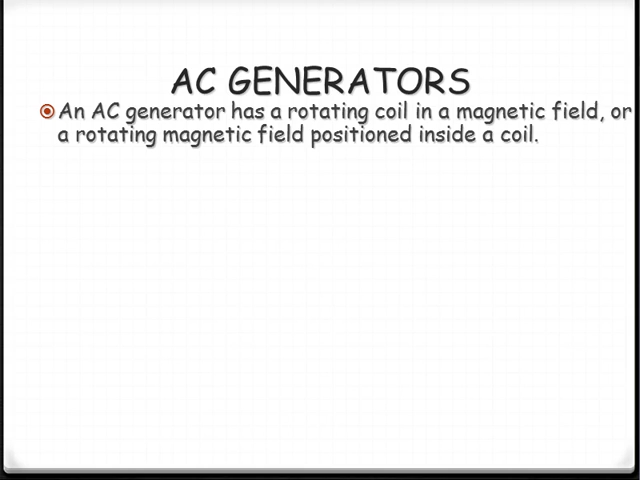 AC GENERATORS
An AC generator has a rotating coil in a magnetic field, or
a rotating magnetic field positioned inside a coil.